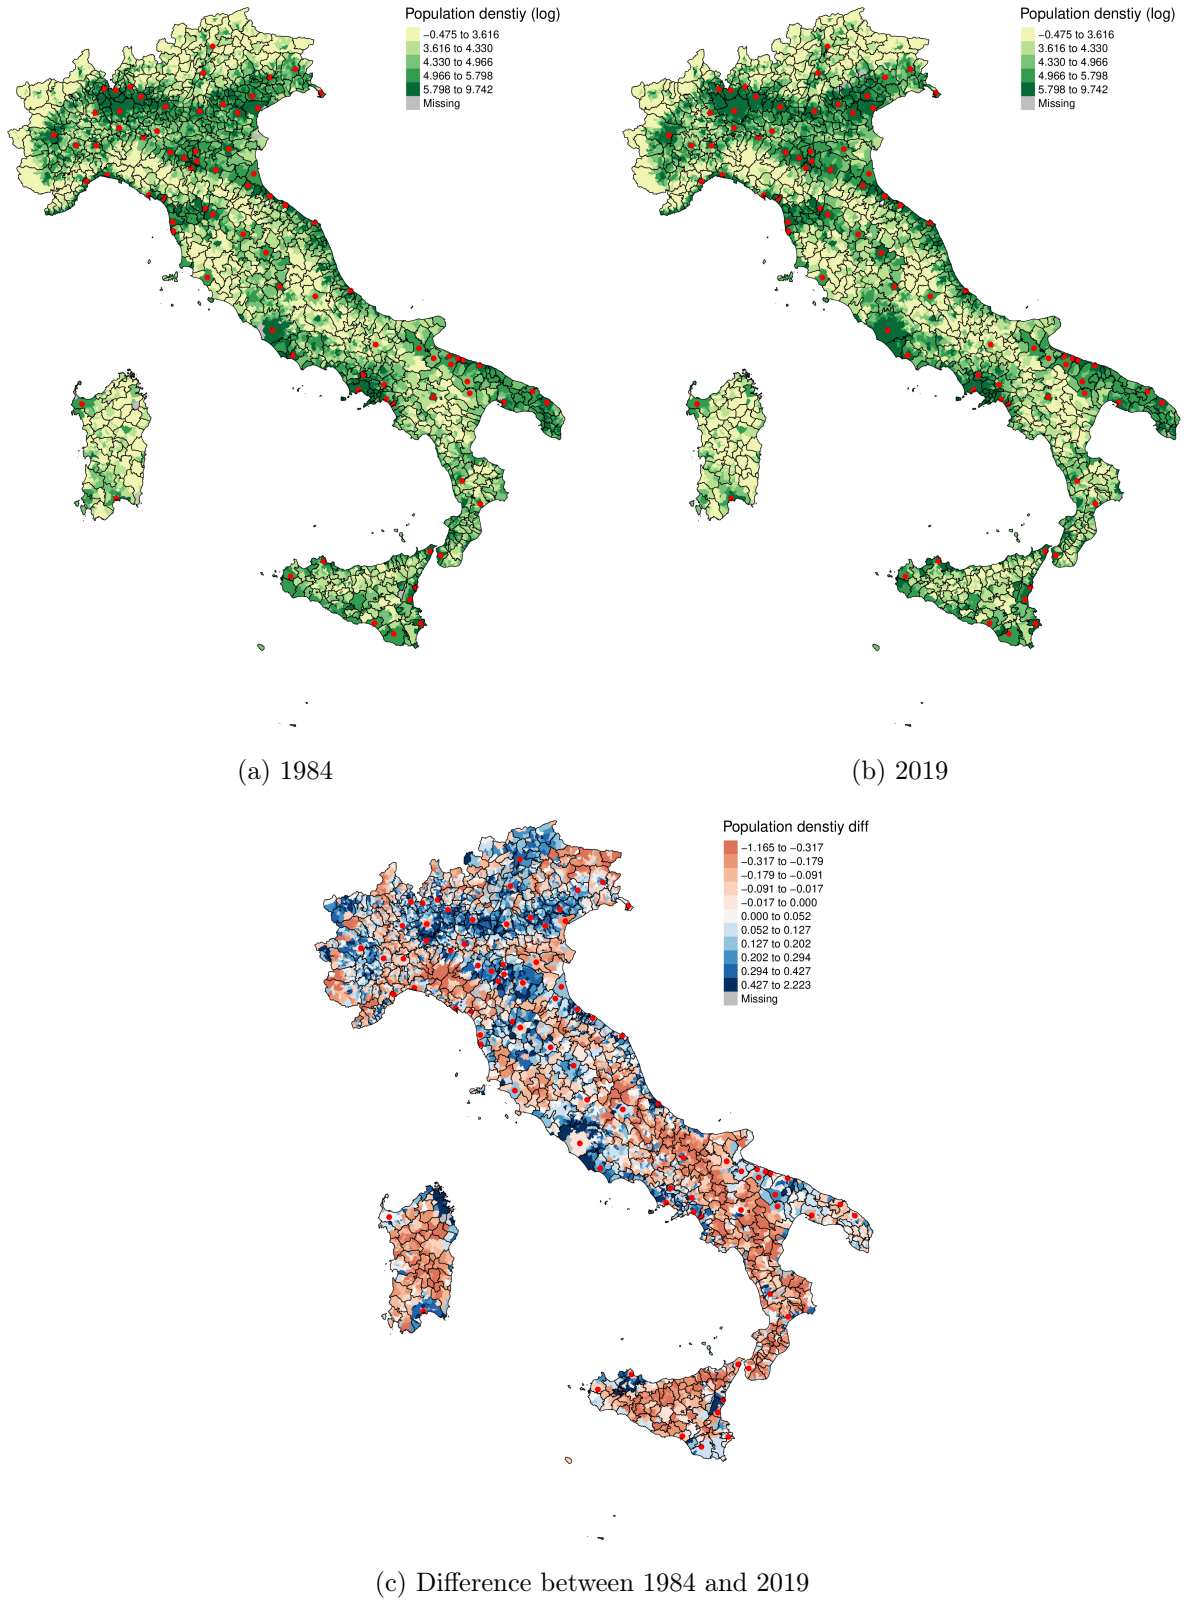 Population denstiy (log)
−0.475 to 3.616
3.616 to 4.330
4.330 to 4.966
4.966 to 5.798
5.798 to 9.742
Missing
Population denstiy (log)
−0.475 to 3.616
3.616 to 4.330
4.330 to 4.966
4.966 to 5.798
5.798 to 9.742
Missing
(a) 1984
(b) 2019
Population denstiy diff
−1.165 to −0.317
−0.317 to −0.179
−0.179 to −0.091
−0.091 to −0.017
−0.017 to 0.000
0.000 to 0.052
0.052 to 0.127
0.127 to 0.202
0.202 to 0.294
0.294 to 0.427
0.427 to 2.223
Missing
(c) Difference between 1984 and 2019